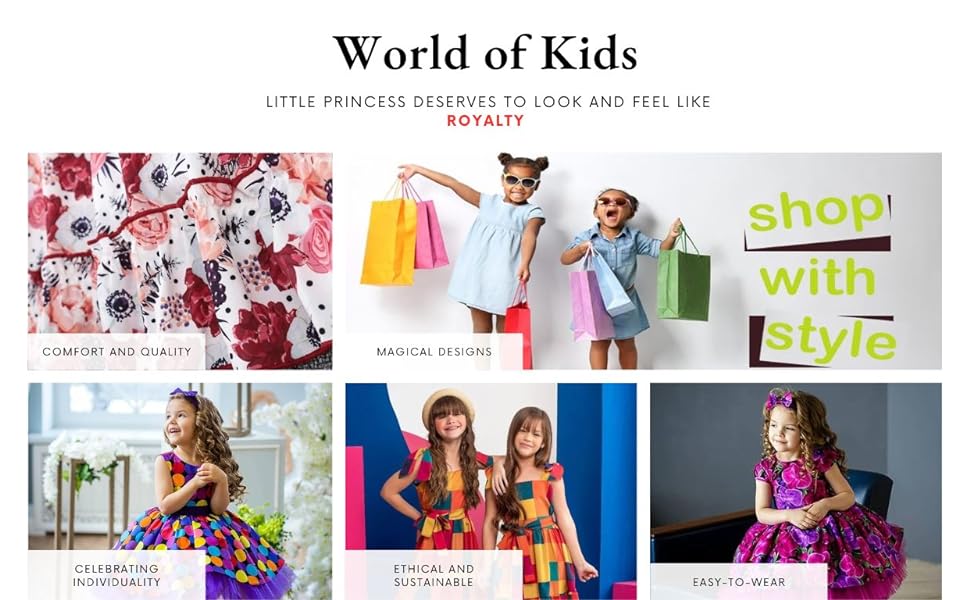 World of Kids
LITTLE PRINCESS DESERVES TO LOOK AND FEEL LIKE
ROYALTY
COMFORT AND QUALITY
MAGICAL DESIGNS
shop
with
style
CELEBRATING
INDIVIDUALITY
ETHICAL AND
SUSTAINABLE
EASY-TO-WEAR